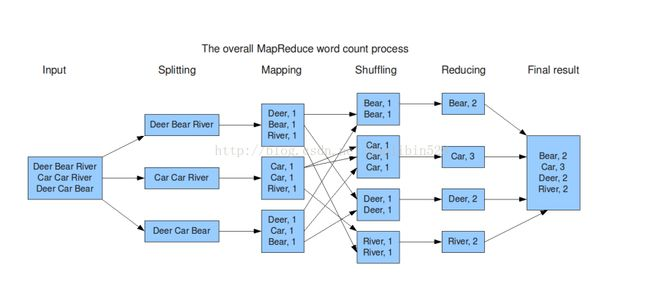 The overall MapReduce word count process
Input
Splitting
Mapping
Shuffling
Reducing
Final result
Deer Bear River
Car Car River
Deer Car Bear
Deer Bear River
Car Car River
Deer Car Bear
Deer, 1
Bear, 1
River, 1
Car, 1
Car, 1
River, 1
Deer, 1
Car, 1
Bear, 1
Bear, 1
Bear, 1
Car, 1
Car, 1
Car, 1
Deer, 1
Deer, 1
River, 1
River, 1
Bear, 2
Car, 3
Deer, 2
River, 2
Bear, 2
Car, 3
Deer, 2
River, 2